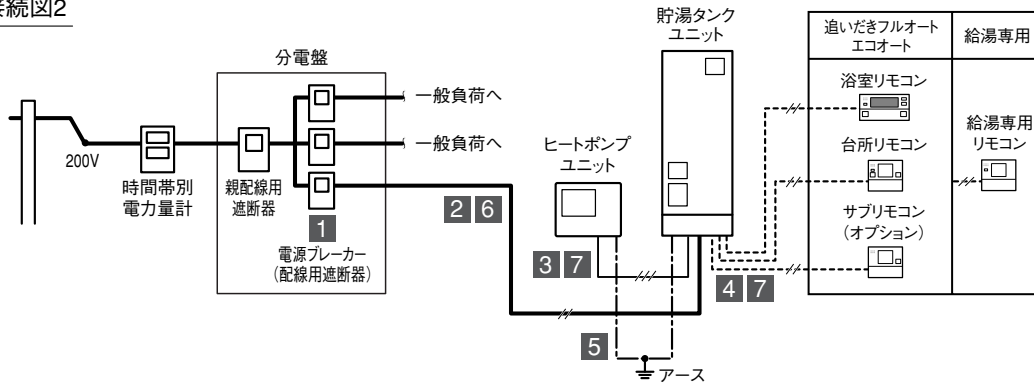 接続図2
分電盤
200V
時間帯別
電力量計
親配線用
遮断器
一般負荷へ
一般負荷へ
1
電源ブレーカー
(配線用遮断器)
2 6
ヒートポンプ
ユニット
3 7
5
アース
貯湯タンク
ユニット
4 7
追いだきフルオート
エコオート
給湯専用
浴室リモコン
台所リモコン
サブリモコン
(オプション)
給湯専用
リモコン